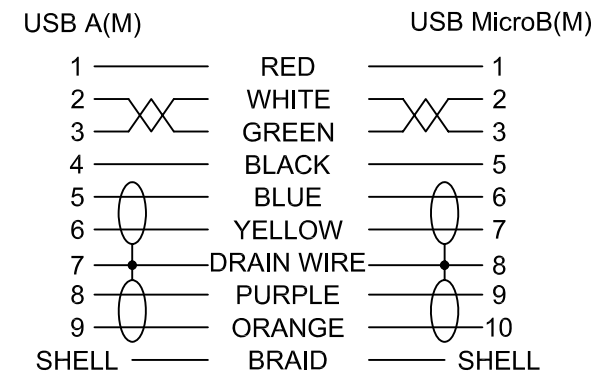 USB A(M) USB MicroB(M)
1 RED 1
2 WHITE 2
3 GREEN 3
4 BLACK 5
5 BLUE 6
6 YELLOW 7
7 DRAIN WIRE 8
8 PURPLE 9
9 ORANGE 10
SHELL BRAID SHELL